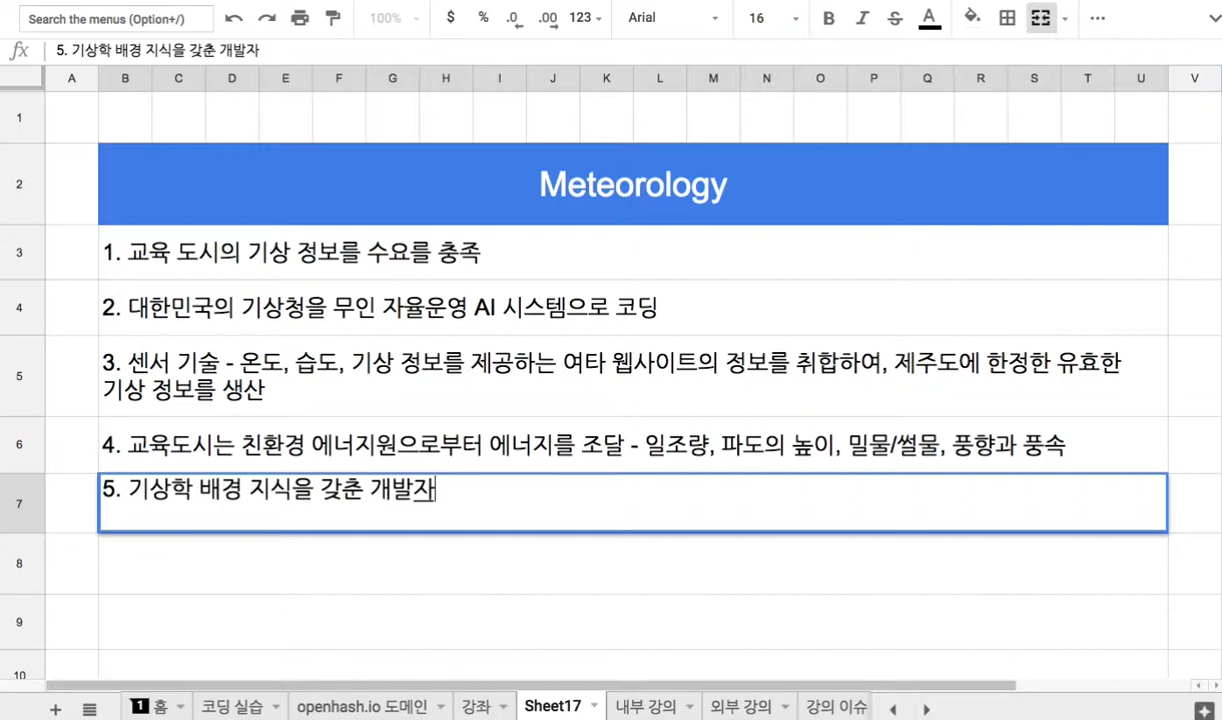 Search the menus (Option+/)
100% $ % .0 .00 123 Arial 16 B I S A
fx 5. 기상학 배경 지식을 갖춘 개발자
A B C D E F G H I J K L M N O P Q R S T U V
1
2 Meteorology
3 1. 교육 도시의 기상 정보를 수요를 충족
4 2. 대한민국의 기상청을 무인 자율운영 AI 시스템으로 코딩
3. 센서 기술 - 온도, 습도, 기상 정보를 제공하는 여타 웹사이트의 정보를 취합하여, 제주도에 한정한 유효한
5 기상 정보를 생산
6 4. 교육도시는 친환경 에너지원으로부터 에너지를 조달 - 일조량, 파도의 높이, 밀물/썰물, 풍향과 풍속
7 5. 기상학 배경 지식을 갖춘 개발자
8
9
10
1 홈 코딩 실습 openhash.io 도메인 강좌 Sheet17 내부 강의 외부 강의 강의 이슈